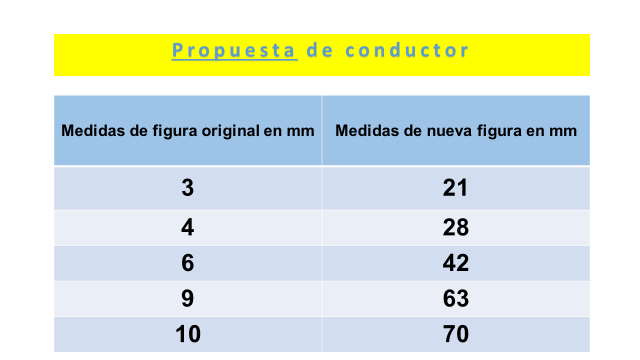 Propuesta de conductor
Medidas de figura original en mm Medidas de nueva figura en mm
3 21
4 28
6 42
9 63
10 70